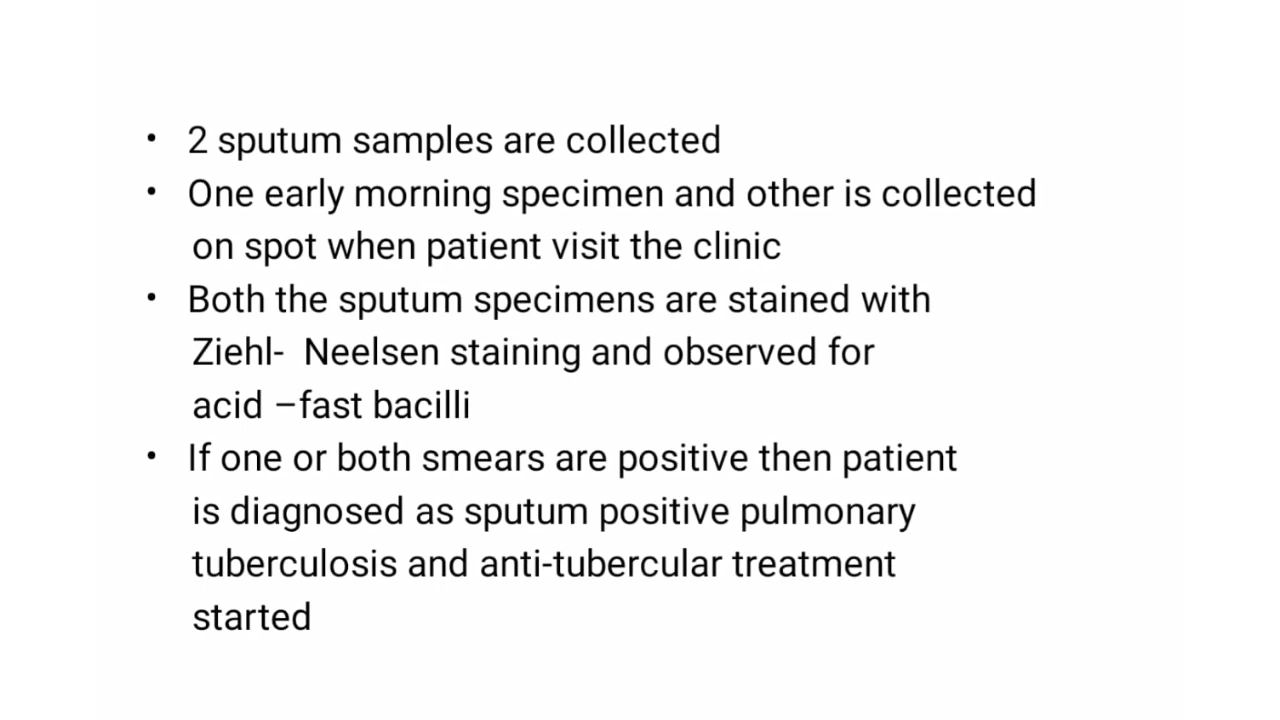 • 2 sputum samples are collected
• One early morning specimen and other is collected
on spot when patient visit the clinic
• Both the sputum specimens are stained with
Ziehl-  Neelsen staining and observed for
acid –fast bacilli
• If one or both smears are positive then patient
is diagnosed as sputum positive pulmonary
tuberculosis and anti-tubercular treatment
started